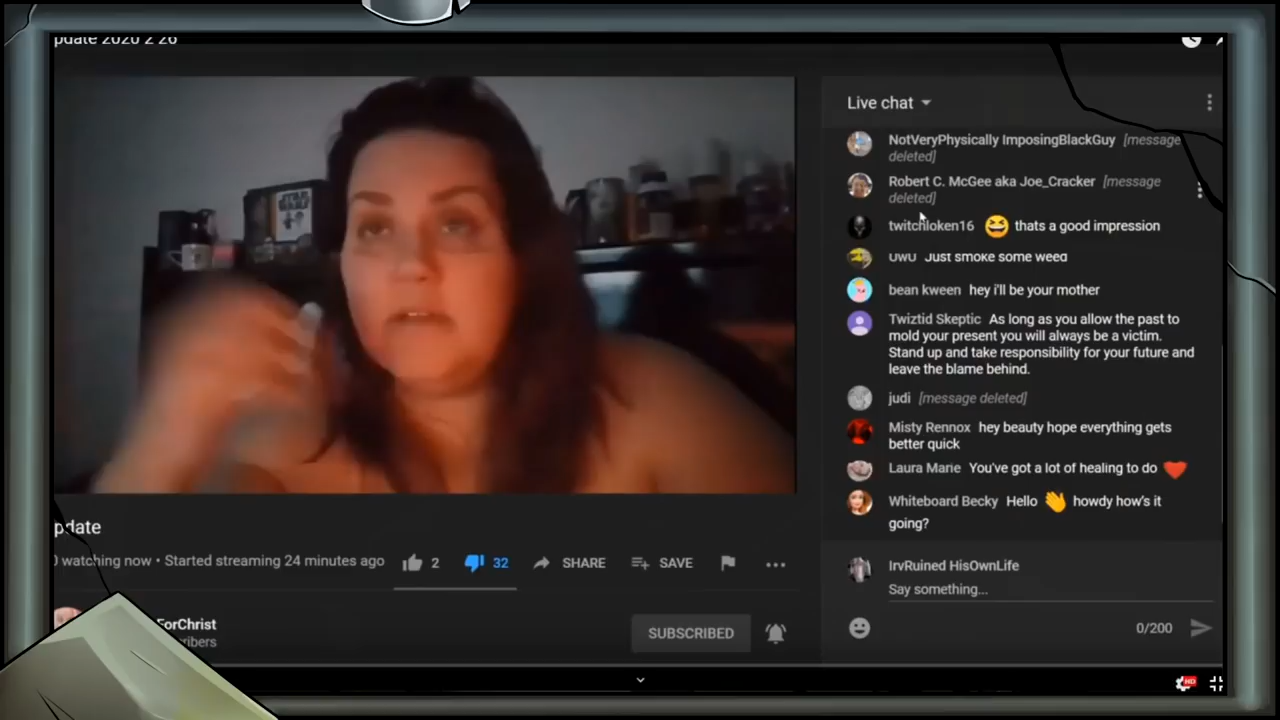 pdate 2020 2 26
STAR
WARS
Live chat
NotVeryPhysically ImposingBlackGuy [message
deleted]
Robert C. McGee aka Joe_Cracker [message
deleted]
twitchloken16 😆 thats a good impression
UwU Just smoke some weed
bean kween hey i'll be your mother
Twiztid Skeptic As long as you allow the past to
mold your present you will always be a victim.
Stand up and take responsibility for your future and
leave the blame behind.
judi [message deleted]
Misty Rennox hey beauty hope everything gets
better quick
Laura Marie You've got a lot of healing to do ❤️
Whiteboard Becky Hello 👋 howdy how's it
going?
IrvRuined HisOwnLife
Say something...
0/200
pdate
watching now • Started streaming 24 minutes ago
2
32
SHARE
SAVE
ForChrist
cribers
SUBSCRIBED
HD